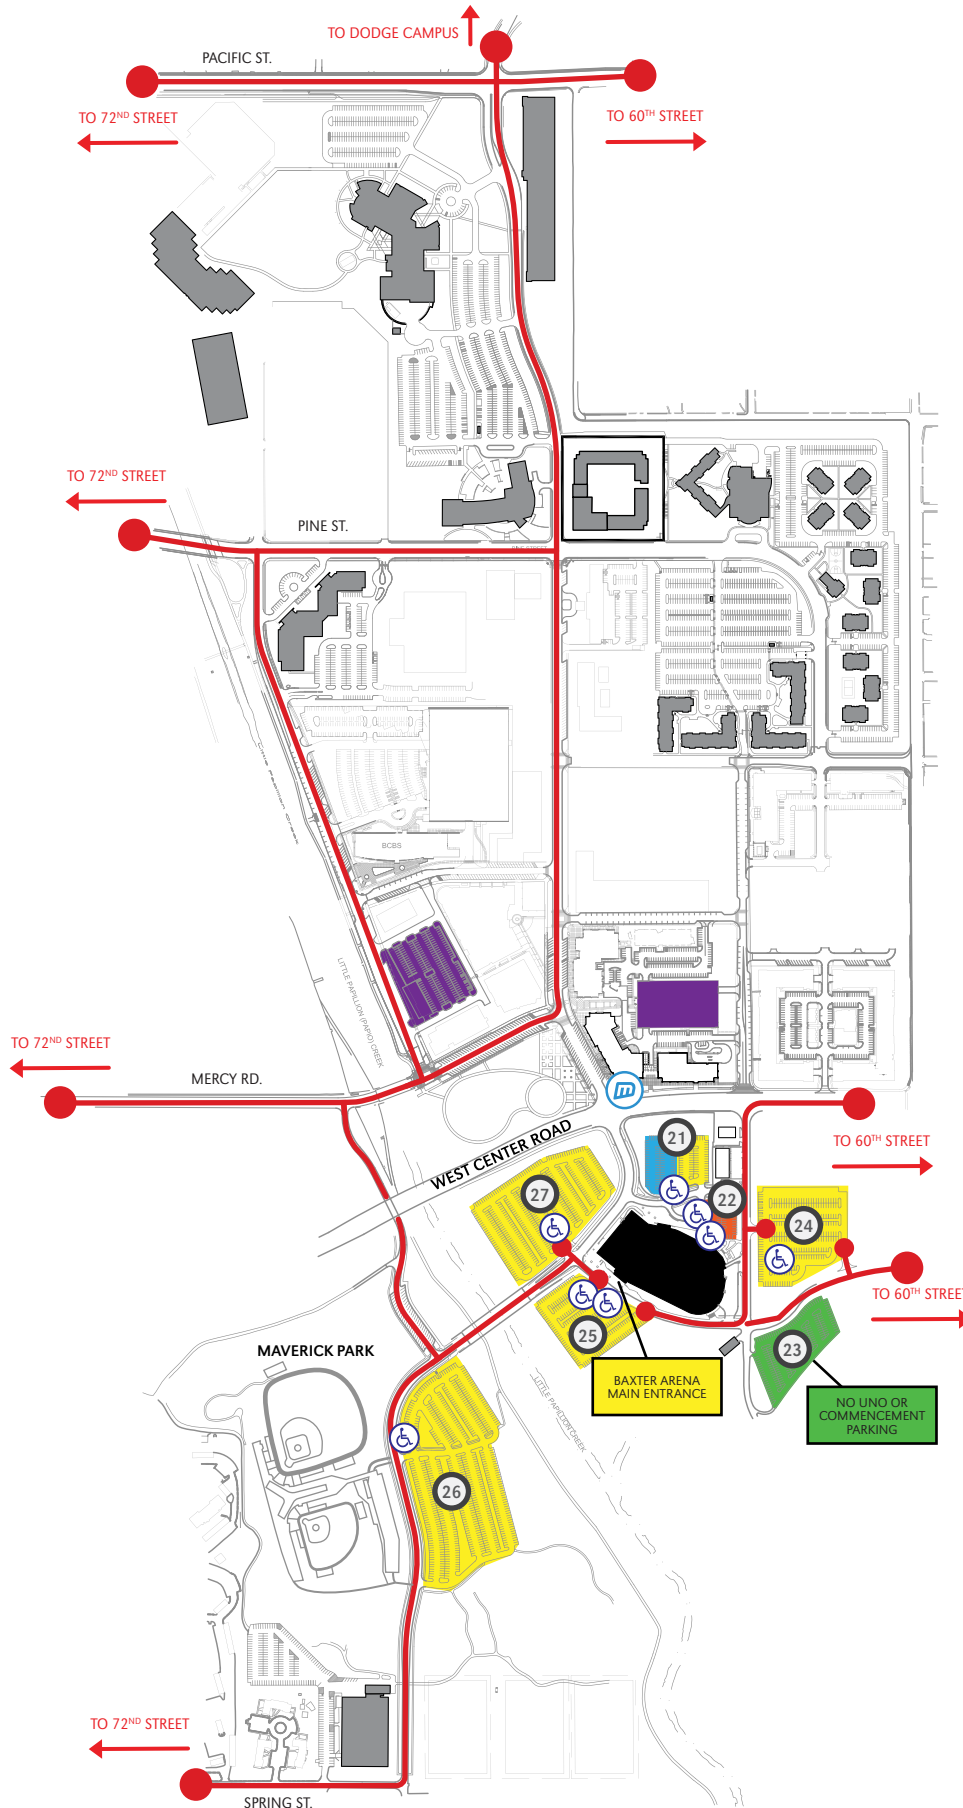 TO DODGE CAMPUS
PACIFIC ST.
TO 72ND STREET
TO 60TH STREET
TO 72ND STREET
PINE ST.
PINE STREET
BCBS
LITTLE PAPILLION (PAPIO) CREEK
TO 72ND STREET
MERCY RD.
m
WEST CENTER ROAD
21
TO 60TH STREET
27
22
24
TO 60TH STREET
25
23
MAVERICK PARK
BAXTER ARENA
MAIN ENTRANCE
NO UNO OR
COMMENCEMENT
PARKING
LITTLE PAPILLION CREEK
26
TO 72ND STREET
SPRING ST.